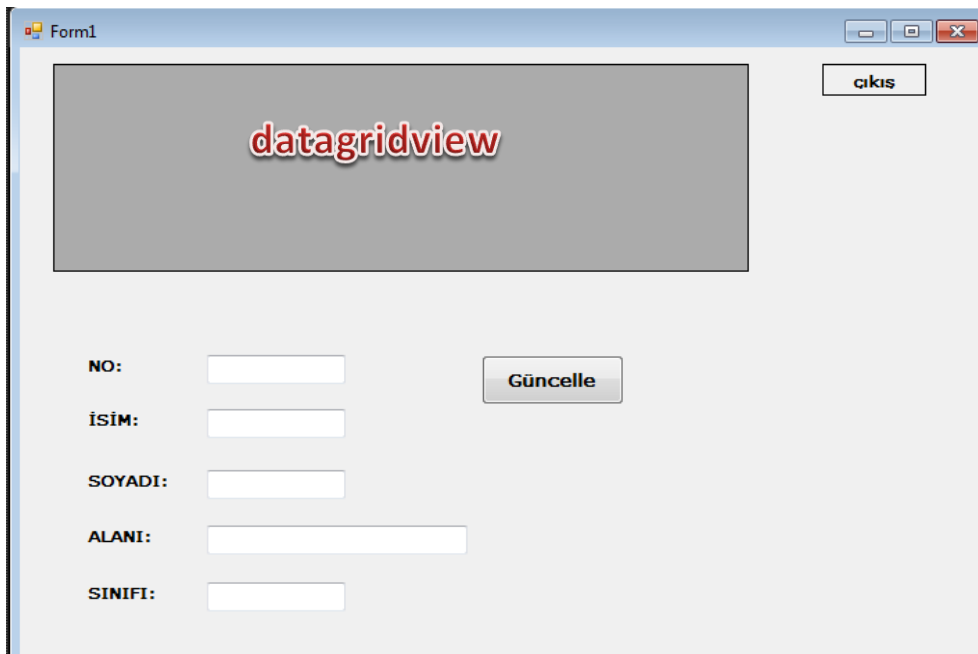 Form1
çıkış
datagridview
NO:
Güncelle
İSİM:
SOYADI:
ALANI:
SINIFI: